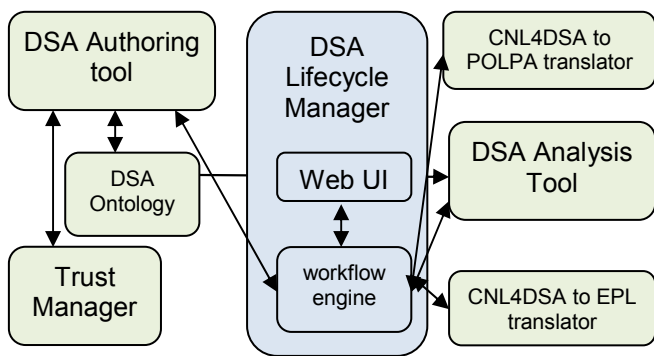 DSA Authoring
tool
DSA
Ontology
Trust
Manager
DSA
Lifecycle
Manager
Web UI
workflow
engine
CNL4DSA to
POLPA translator
DSA Analysis
Tool
CNL4DSA to EPL
translator